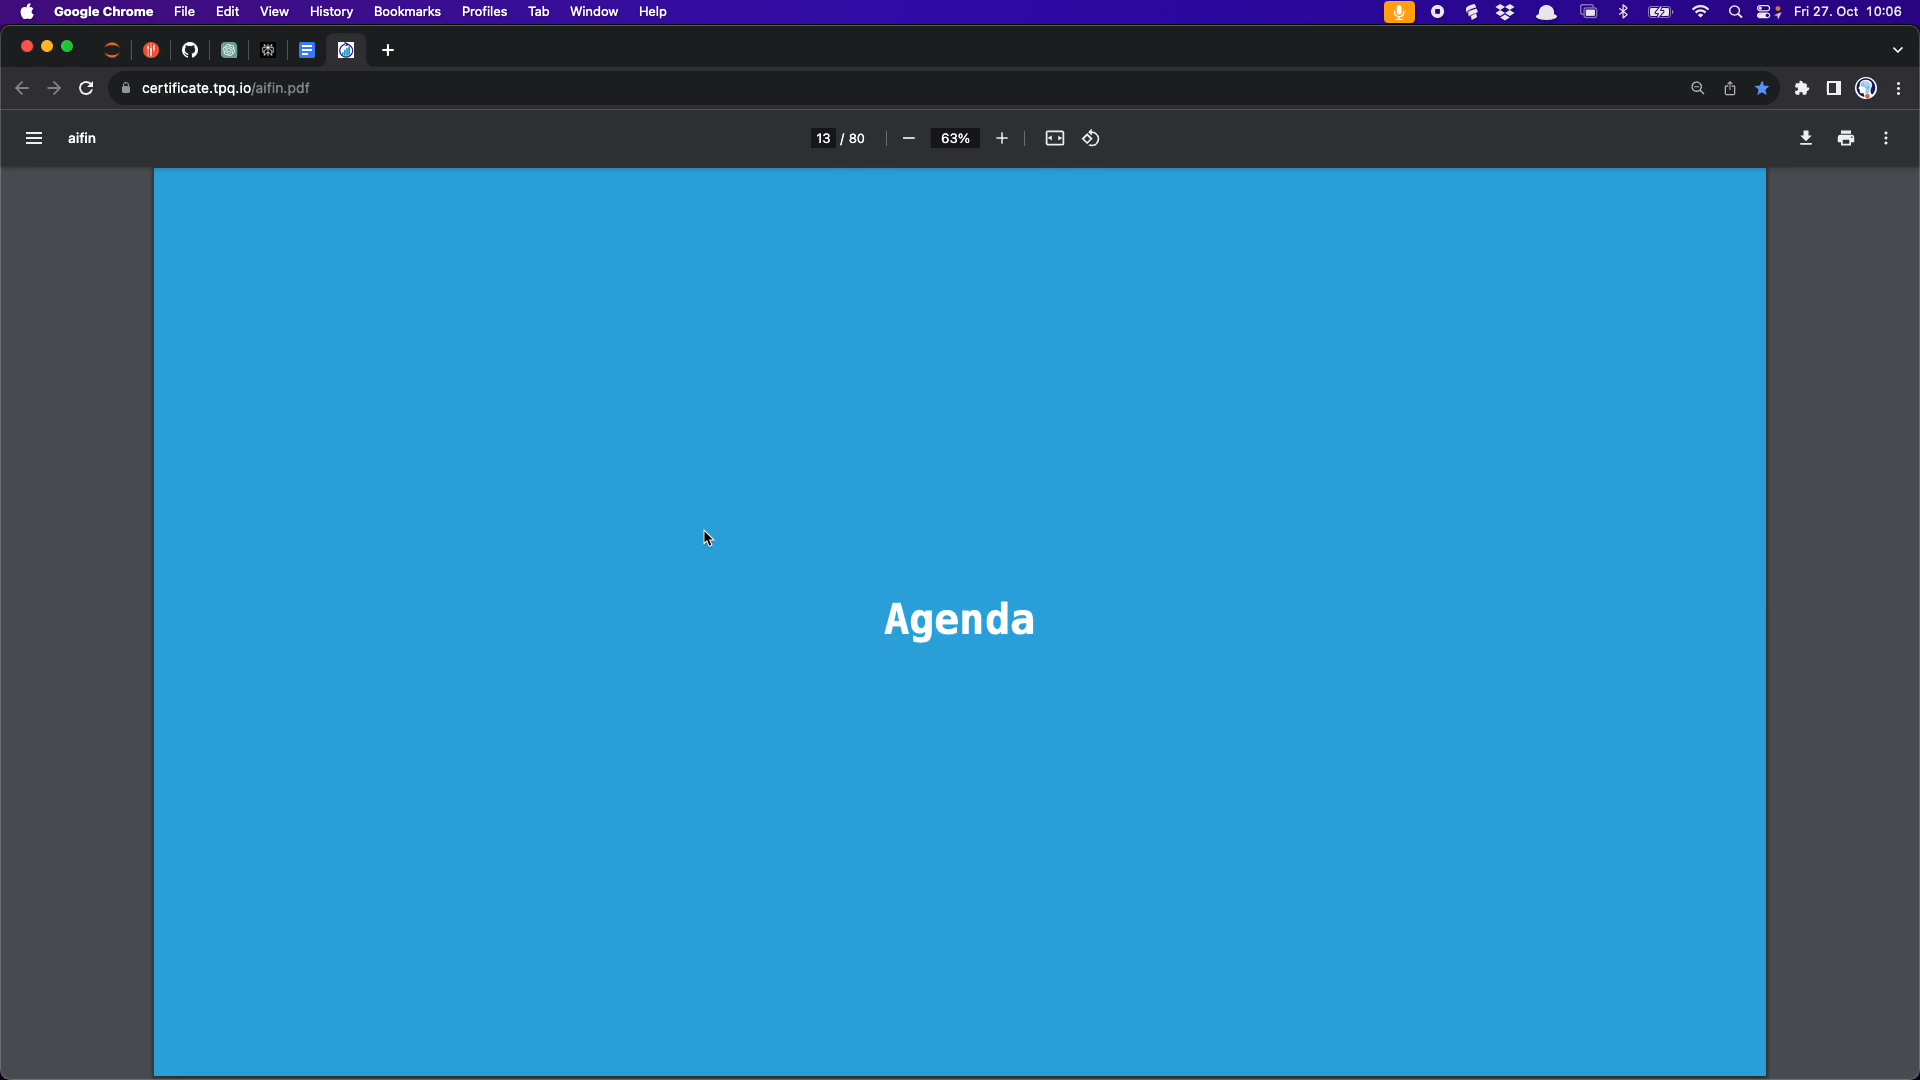 Google Chrome File Edit View History Bookmarks Profiles Tab Window Help Fri 27. Oct 10:06
certificate.tpq.io/aifin.pdf
aifin 13 / 80 63%
Agenda